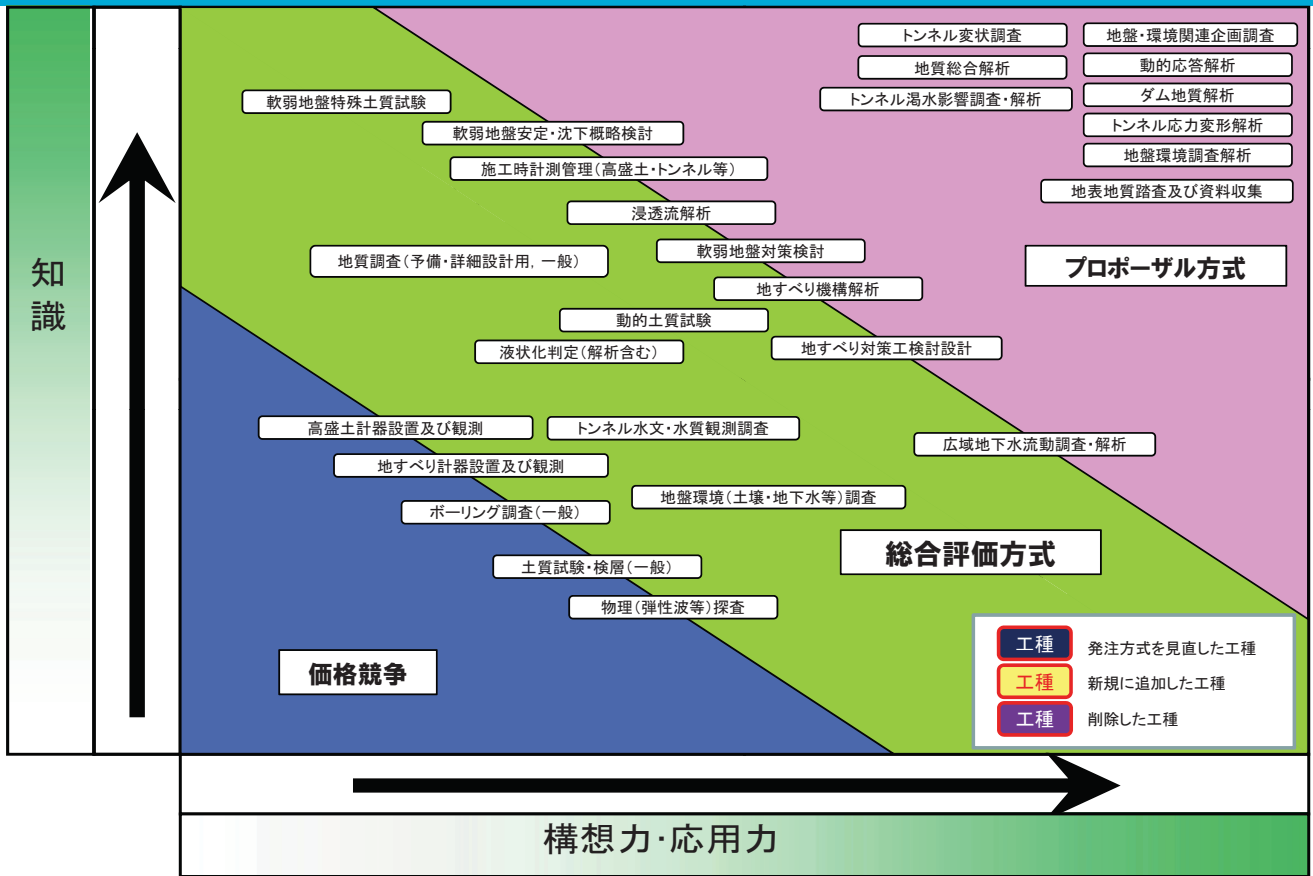 トンネル変状調査
地盤・環境関連企画調査
地質総合解析
動的応答解析
トンネル渇水影響調査・解析
ダム地質解析
軟弱地盤特殊土質試験
トンネル応力変形解析
軟弱地盤安定・沈下概略検討
地盤環境調査解析
施工時計測管理(高盛土・トンネル等)
地表地質踏査及び資料収集
浸透流解析
軟弱地盤対策検討
地質調査(予備・詳細設計用, 一般)
プロポーザル方式
地すべり機構解析
動的土質試験
液状化判定(解析含む)
地すべり対策工検討設計
知識
高盛土計器設置及び観測
トンネル水文・水質観測調査
広域地下水流動調査・解析
地すべり計器設置及び観測
地盤環境(土壌・地下水等)調査
ボーリング調査(一般)
総合評価方式
土質試験・検層(一般)
物理(弾性波等)探査
価格競争
工種 発注方式を見直した工種
工種 新規に追加した工種
工種 削除した工種
構想力・応用力